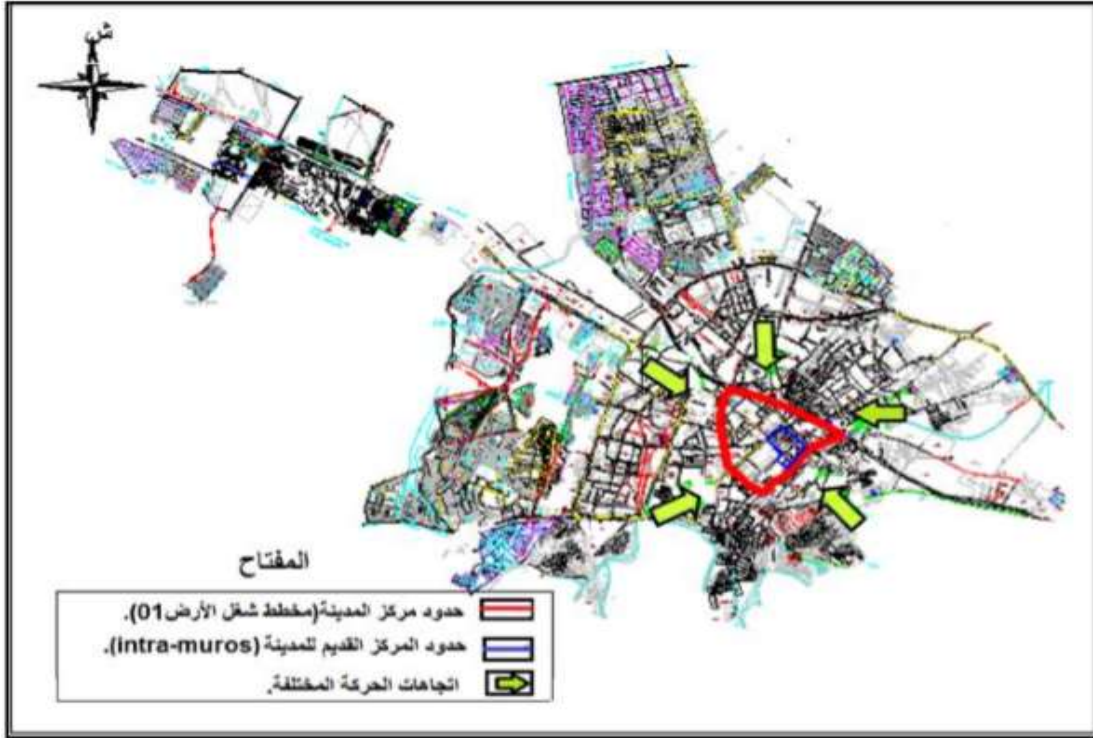 ش
المفتاح
حدود مركز المدينة(مخطط شغل الأرض01).
حدود المركز القديم للمدينة (intra-muros).
اتجاهات الحركة المختلفة.